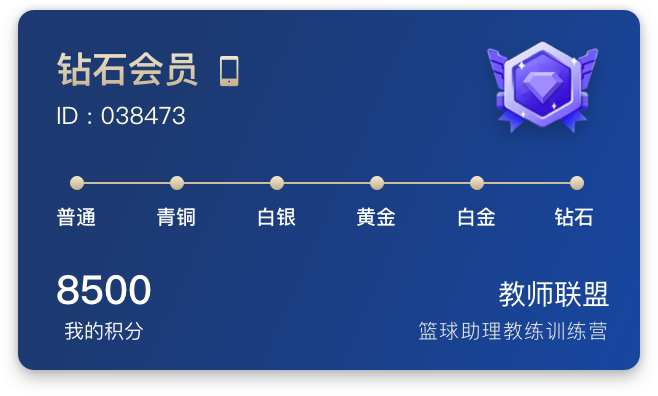 钻石会员
ID：038473
普通 青铜 白银 黄金 白金 钻石
8500
我的积分
教师联盟
篮球助理教练训练营